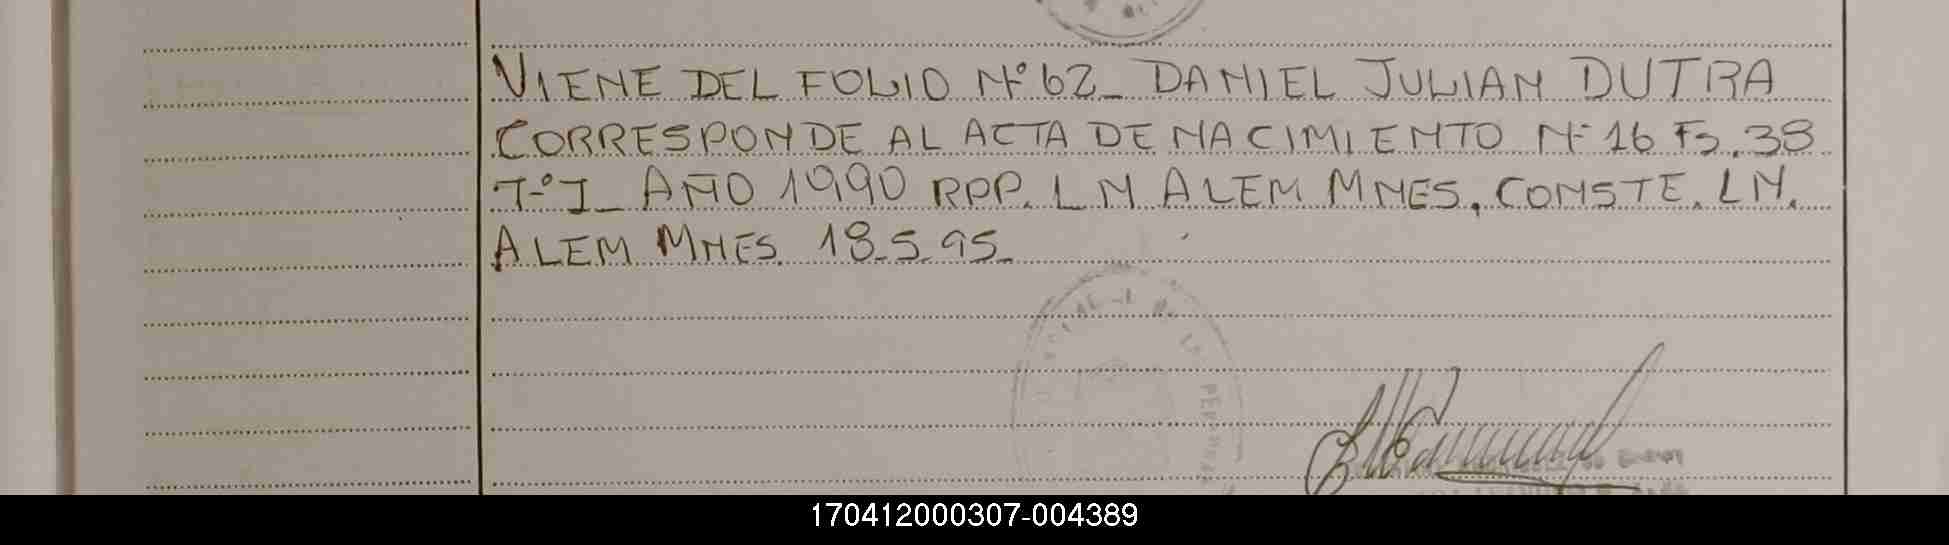 VIENE DEL FOLIO Nº 62_ DANIEL JULIAN DUTRA
CORRESPONDE AL ACTA DE NACIMIENTO Nº 16 Fs. 38
Tº I_ AÑO 1990 RPP. L N ALEM MNES. CONSTE. LN.
ALEM MNES. 18-5-95_
170412000307-004389